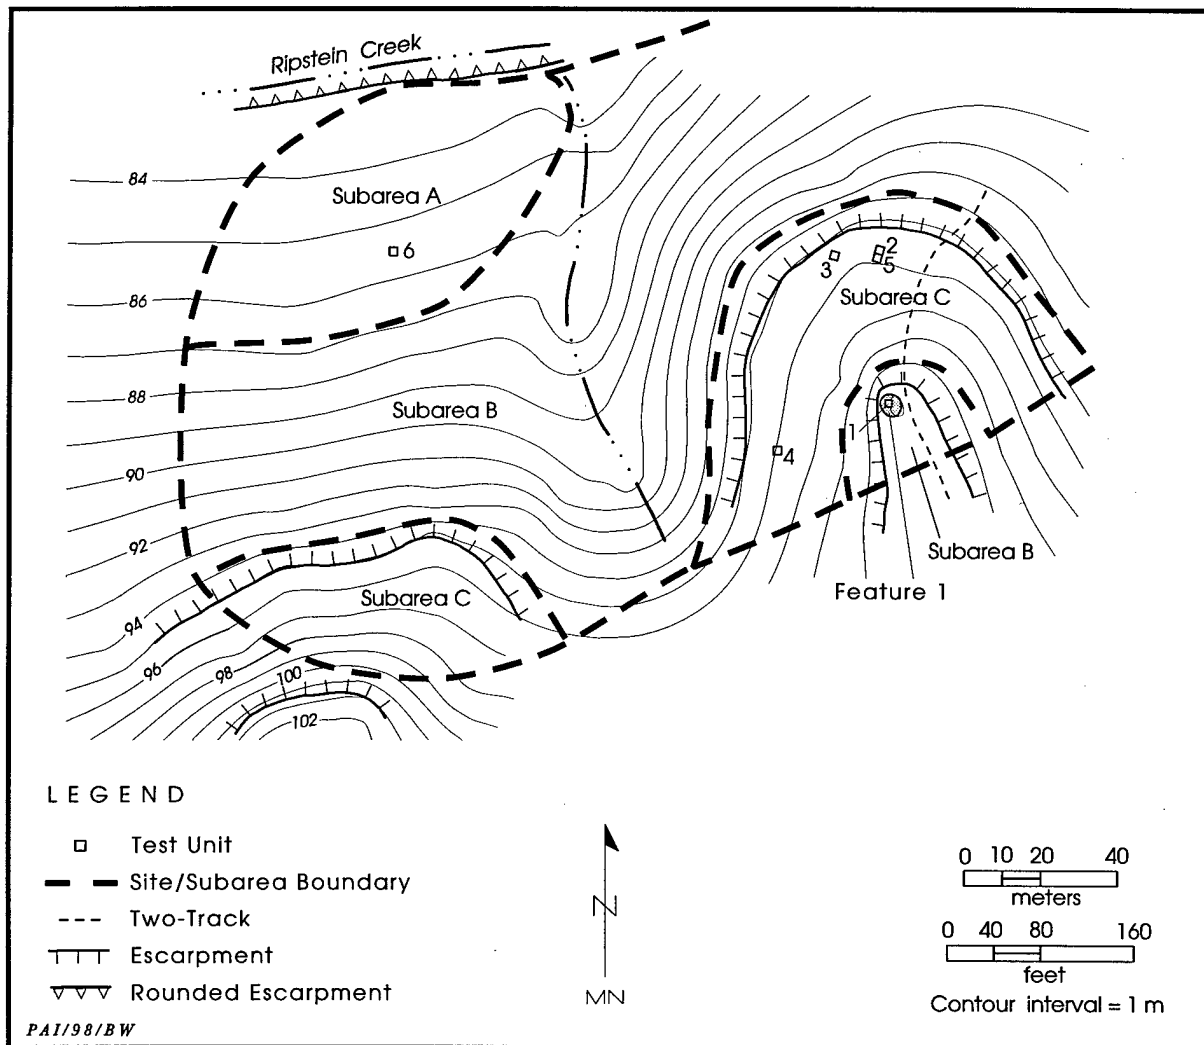 Ripstein Creek
84
Subarea A
6
86
2
3
5
Subarea C
88
Subarea B
1
90
4
92
Subarea B
Subarea C
Feature 1
94
96
98
100
102
LEGEND
Test Unit
Site/Subarea Boundary
Two-Track
Escarpment
Rounded Escarpment
N
MN
0 10 20 40
meters
0 40 80 160
feet
Contour interval = 1 m
PAI/98/BW